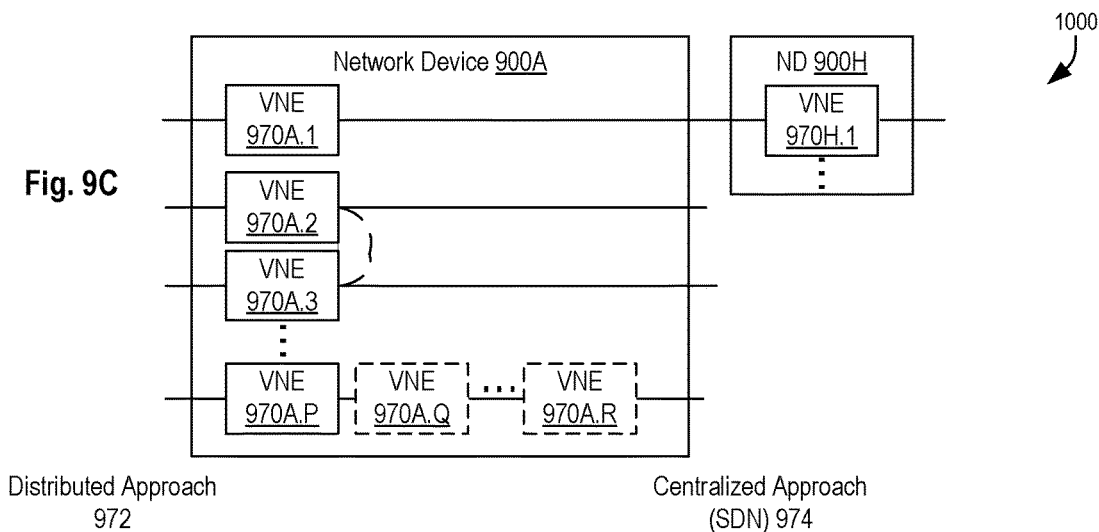 1000
Network Device 900A
ND 900H
VNE
970A.1
VNE
970H.1
Fig. 9C
VNE
970A.2
VNE
970A.3
VNE
970A.P
VNE
970A.Q
VNE
970A.R
Distributed Approach
972
Centralized Approach
(SDN) 974